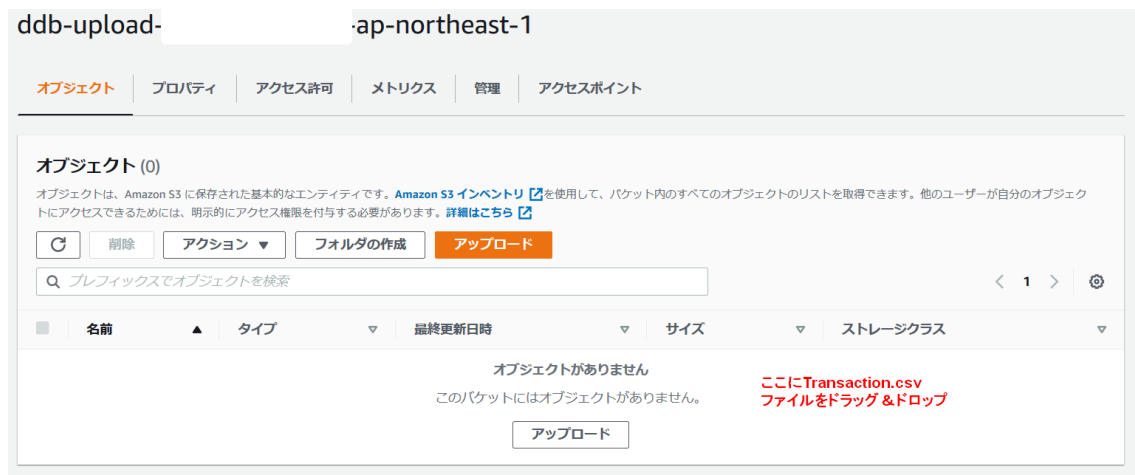 ddb-upload- -ap-northeast-1
オブジェクト プロパティ アクセス許可 メトリクス 管理 アクセスポイント
オブジェクト (0)
オブジェクトは、Amazon S3 に保存された基本的なエンティティです。Amazon S3 インベントリ を使用して、バケット内のすべてのオブジェクトのリストを取得できます。他のユーザーが自分のオブジェク
トにアクセスできるためには、明示的にアクセス権限を付与する必要があります。詳細はこちら
削除 アクション ▼ フォルダの作成 アップロード
プレフィックスでオブジェクトを検索 1
名前 タイプ 最終更新日時 サイズ ストレージクラス
オブジェクトがありません
このバケットにはオブジェクトがありません。
ここにTransaction.csv
ファイルをドラッグ &ドロップ
アップロード